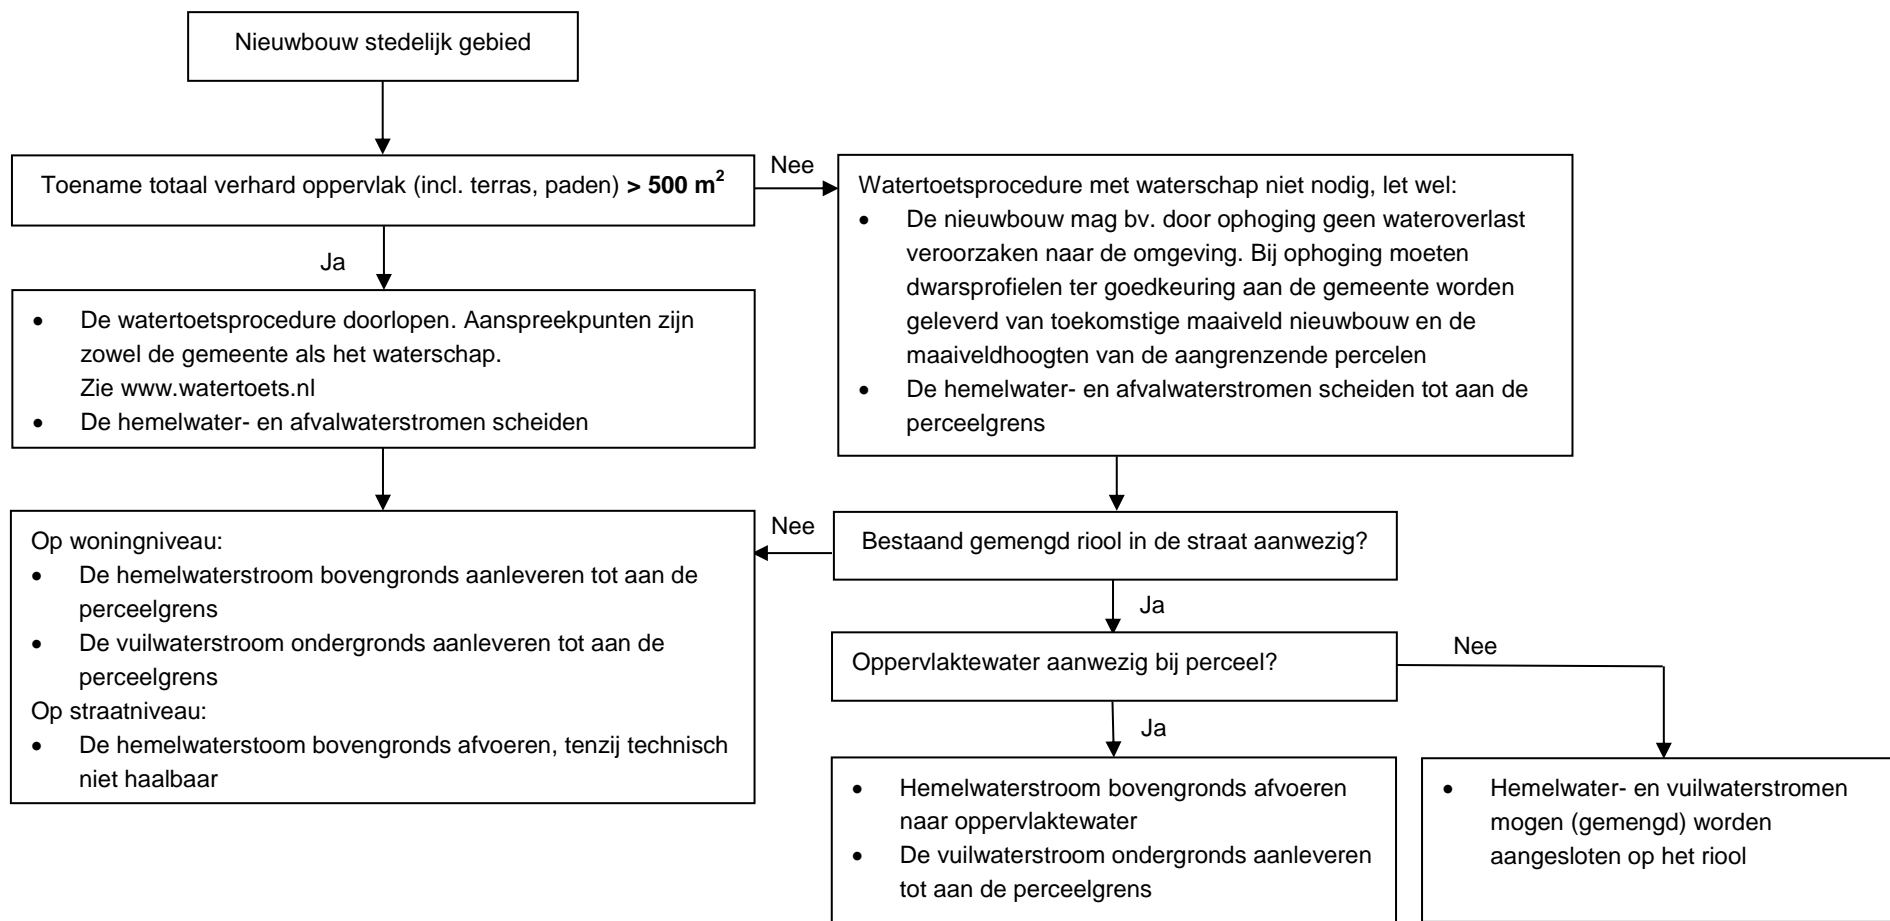 Nieuwbouw stedelijk gebied
Toename totaal verhard oppervlak (incl. terras, paden) > 500 m²
Nee
Ja
Watertoetsprocedure met waterschap niet nodig, let wel:
• De nieuwbouw mag bv. door ophoging geen wateroverlast
veroorzaken naar de omgeving. Bij ophoging moeten
dwarsprofielen ter goedkeuring aan de gemeente worden
geleverd van toekomstige maaiveld nieuwbouw en de
maaiveldhoogten van de aangrenzende percelen
• De hemelwater- en afvalwaterstromen scheiden tot aan de
perceelgrens
• De watertoetsprocedure doorlopen. Aanspreekpunten zijn
zowel de gemeente als het waterschap.
Zie www.watertoets.nl
• De hemelwater- en afvalwaterstromen scheiden
Op woningniveau:
• De hemelwaterstroom bovengronds aanleveren tot aan de
perceelgrens
• De vuilwaterstroom ondergronds aanleveren tot aan de
perceelgrens
Op straatniveau:
• De hemelwaterstoom bovengronds afvoeren, tenzij technisch
niet haalbaar
Nee
Bestaand gemengd riool in de straat aanwezig?
Ja
Oppervlaktewater aanwezig bij perceel?
Nee
Ja
• Hemelwaterstroom bovengronds afvoeren
naar oppervlaktewater
• De vuilwaterstroom ondergronds aanleveren
tot aan de perceelgrens
• Hemelwater- en vuilwaterstromen
mogen (gemengd) worden
aangesloten op het riool